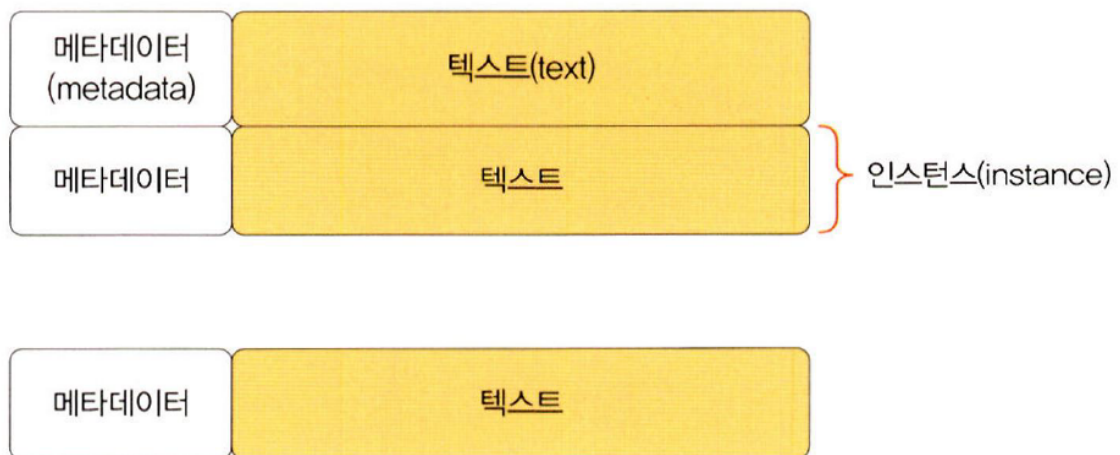 메타데이터
(metadata)
텍스트(text)
메타데이터
텍스트
인스턴스(instance)
메타데이터
텍스트